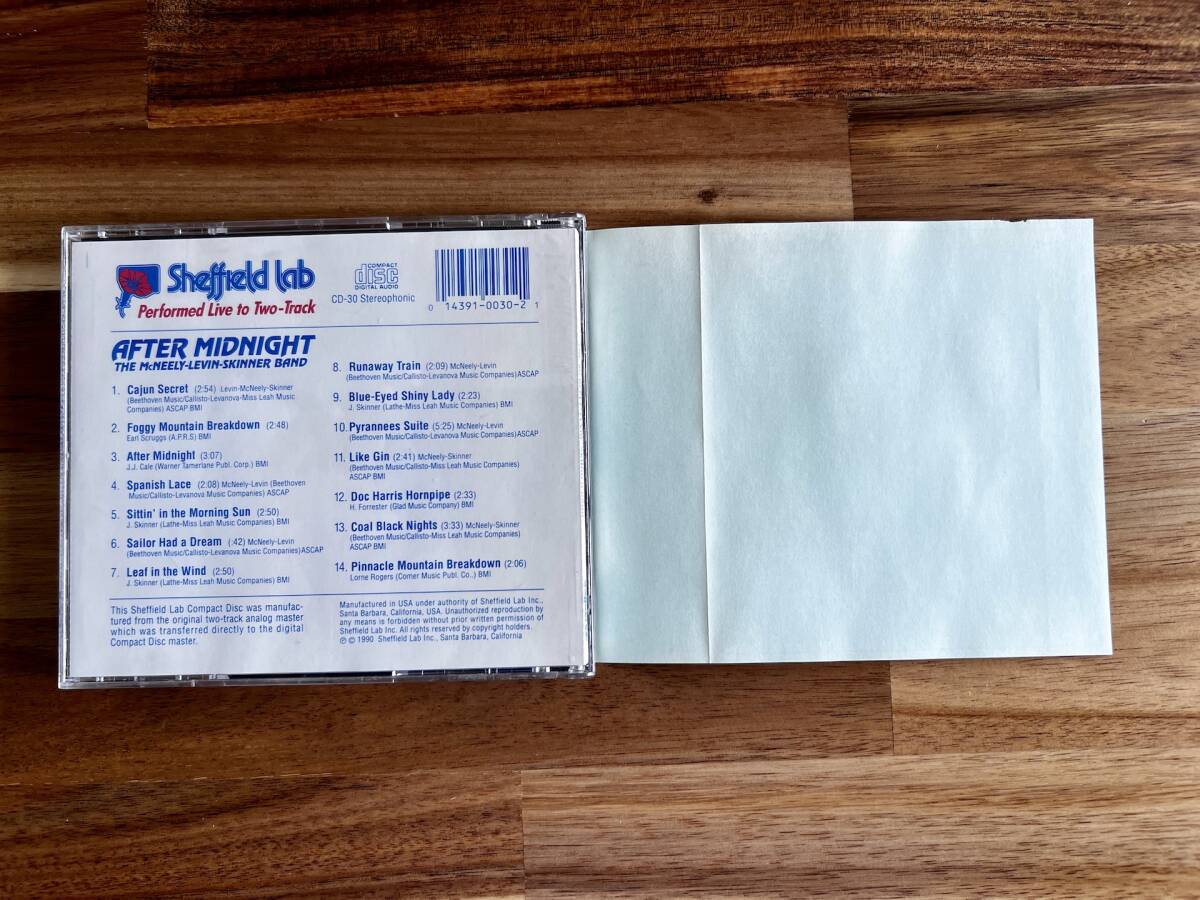 Sheffield Lab
Performed Live to Two-Track
COMPACT
disc
DIGITAL AUDIO
CD-30 Stereophonic
0 14391-0030-2 1
AFTER MIDNIGHT
THE McNEELY-LEVIN-SKINNER BAND
1. Cajun Secret (2:54) Levin-McNeely-Skinner
(Beethoven Music/Callisto-Levanova-Miss Leah Music
Companies) ASCAP BMI
2. Foggy Mountain Breakdown (2:48)
Earl Scruggs (A.P.R.S) BMI
3. After Midnight (3:07)
J.J. Cale (Warner Tamerlane Publ. Corp.) BMI
4. Spanish Lace (2:08) McNeely-Levin (Beethoven
Music/Callisto-Levanova Music Companies) ASCAP
5. Sittin' in the Morning Sun (2:50)
J. Skinner (Lathe-Miss Leah Music Companies) BMI
6. Sailor Had a Dream (:42) McNeely-Levin
(Beethoven Music/Callisto-Levanova Music Companies)ASCAP
7. Leaf in the Wind (2:50)
J. Skinner (Lathe-Miss Leah Music Companies) BMI
8. Runaway Train (2:09) McNeely-Levin
(Beethoven Music/Callisto-Levanova Music Companies)ASCAP
9. Blue-Eyed Shiny Lady (2:23)
J. Skinner (Lathe-Miss Leah Music Companies) BMI
10. Pyrannees Suite (5:25) McNeely-Levin
(Beethoven Music/Callisto-Levanova Music Companies)ASCAP
11. Like Gin (2:41) McNeely-Skinner
(Beethoven Music/Callisto-Miss Leah Music Companies)
ASCAP BMI
12. Doc Harris Hornpipe (2:33)
H. Forrester (Glad Music Company) BMI
13. Coal Black Nights (3:33) McNeely-Skinner
(Beethoven Music/Callisto-Miss Leah Music Companies)
ASCAP BMI
14. Pinnacle Mountain Breakdown (2:06)
Lorne Rogers (Comer Music Publ. Co..) BMI
This Sheffield Lab Compact Disc was manufac-
tured from the original two-track analog master
which was transferred directly to the digital
Compact Disc master.
Manufactured in USA under authority of Sheffield Lab Inc.,
Santa Barbara, California, USA. Unauthorized reproduction by
any means is forbidden without prior written permission of
Sheffield Lab Inc. All rights reserved by copyright holders.
℗ © 1990 Sheffield Lab Inc., Santa Barbara, California